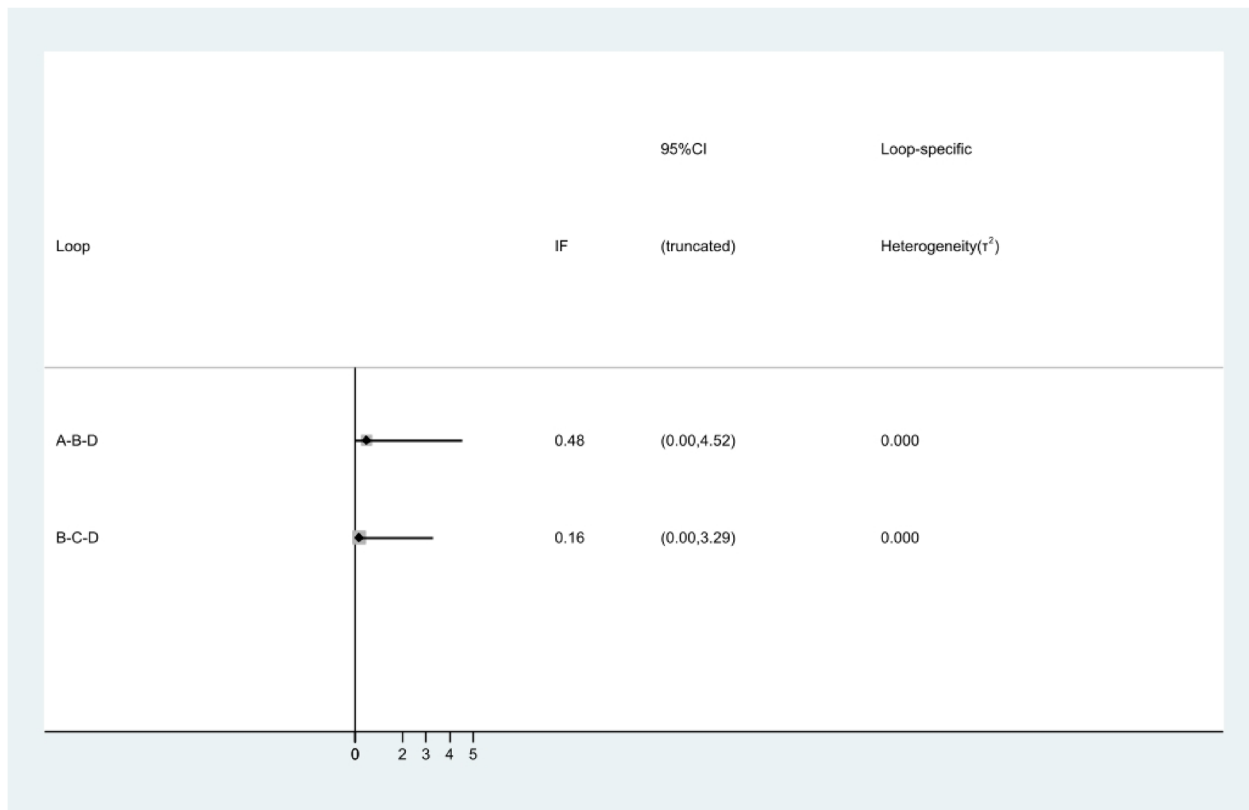 95%CI Loop-specific
Loop IF (truncated) Heterogeneity(τ²)
A-B-D 0.48 (0.00,4.52) 0.000
B-C-D 0.16 (0.00,3.29) 0.000
0 2 3 4 5